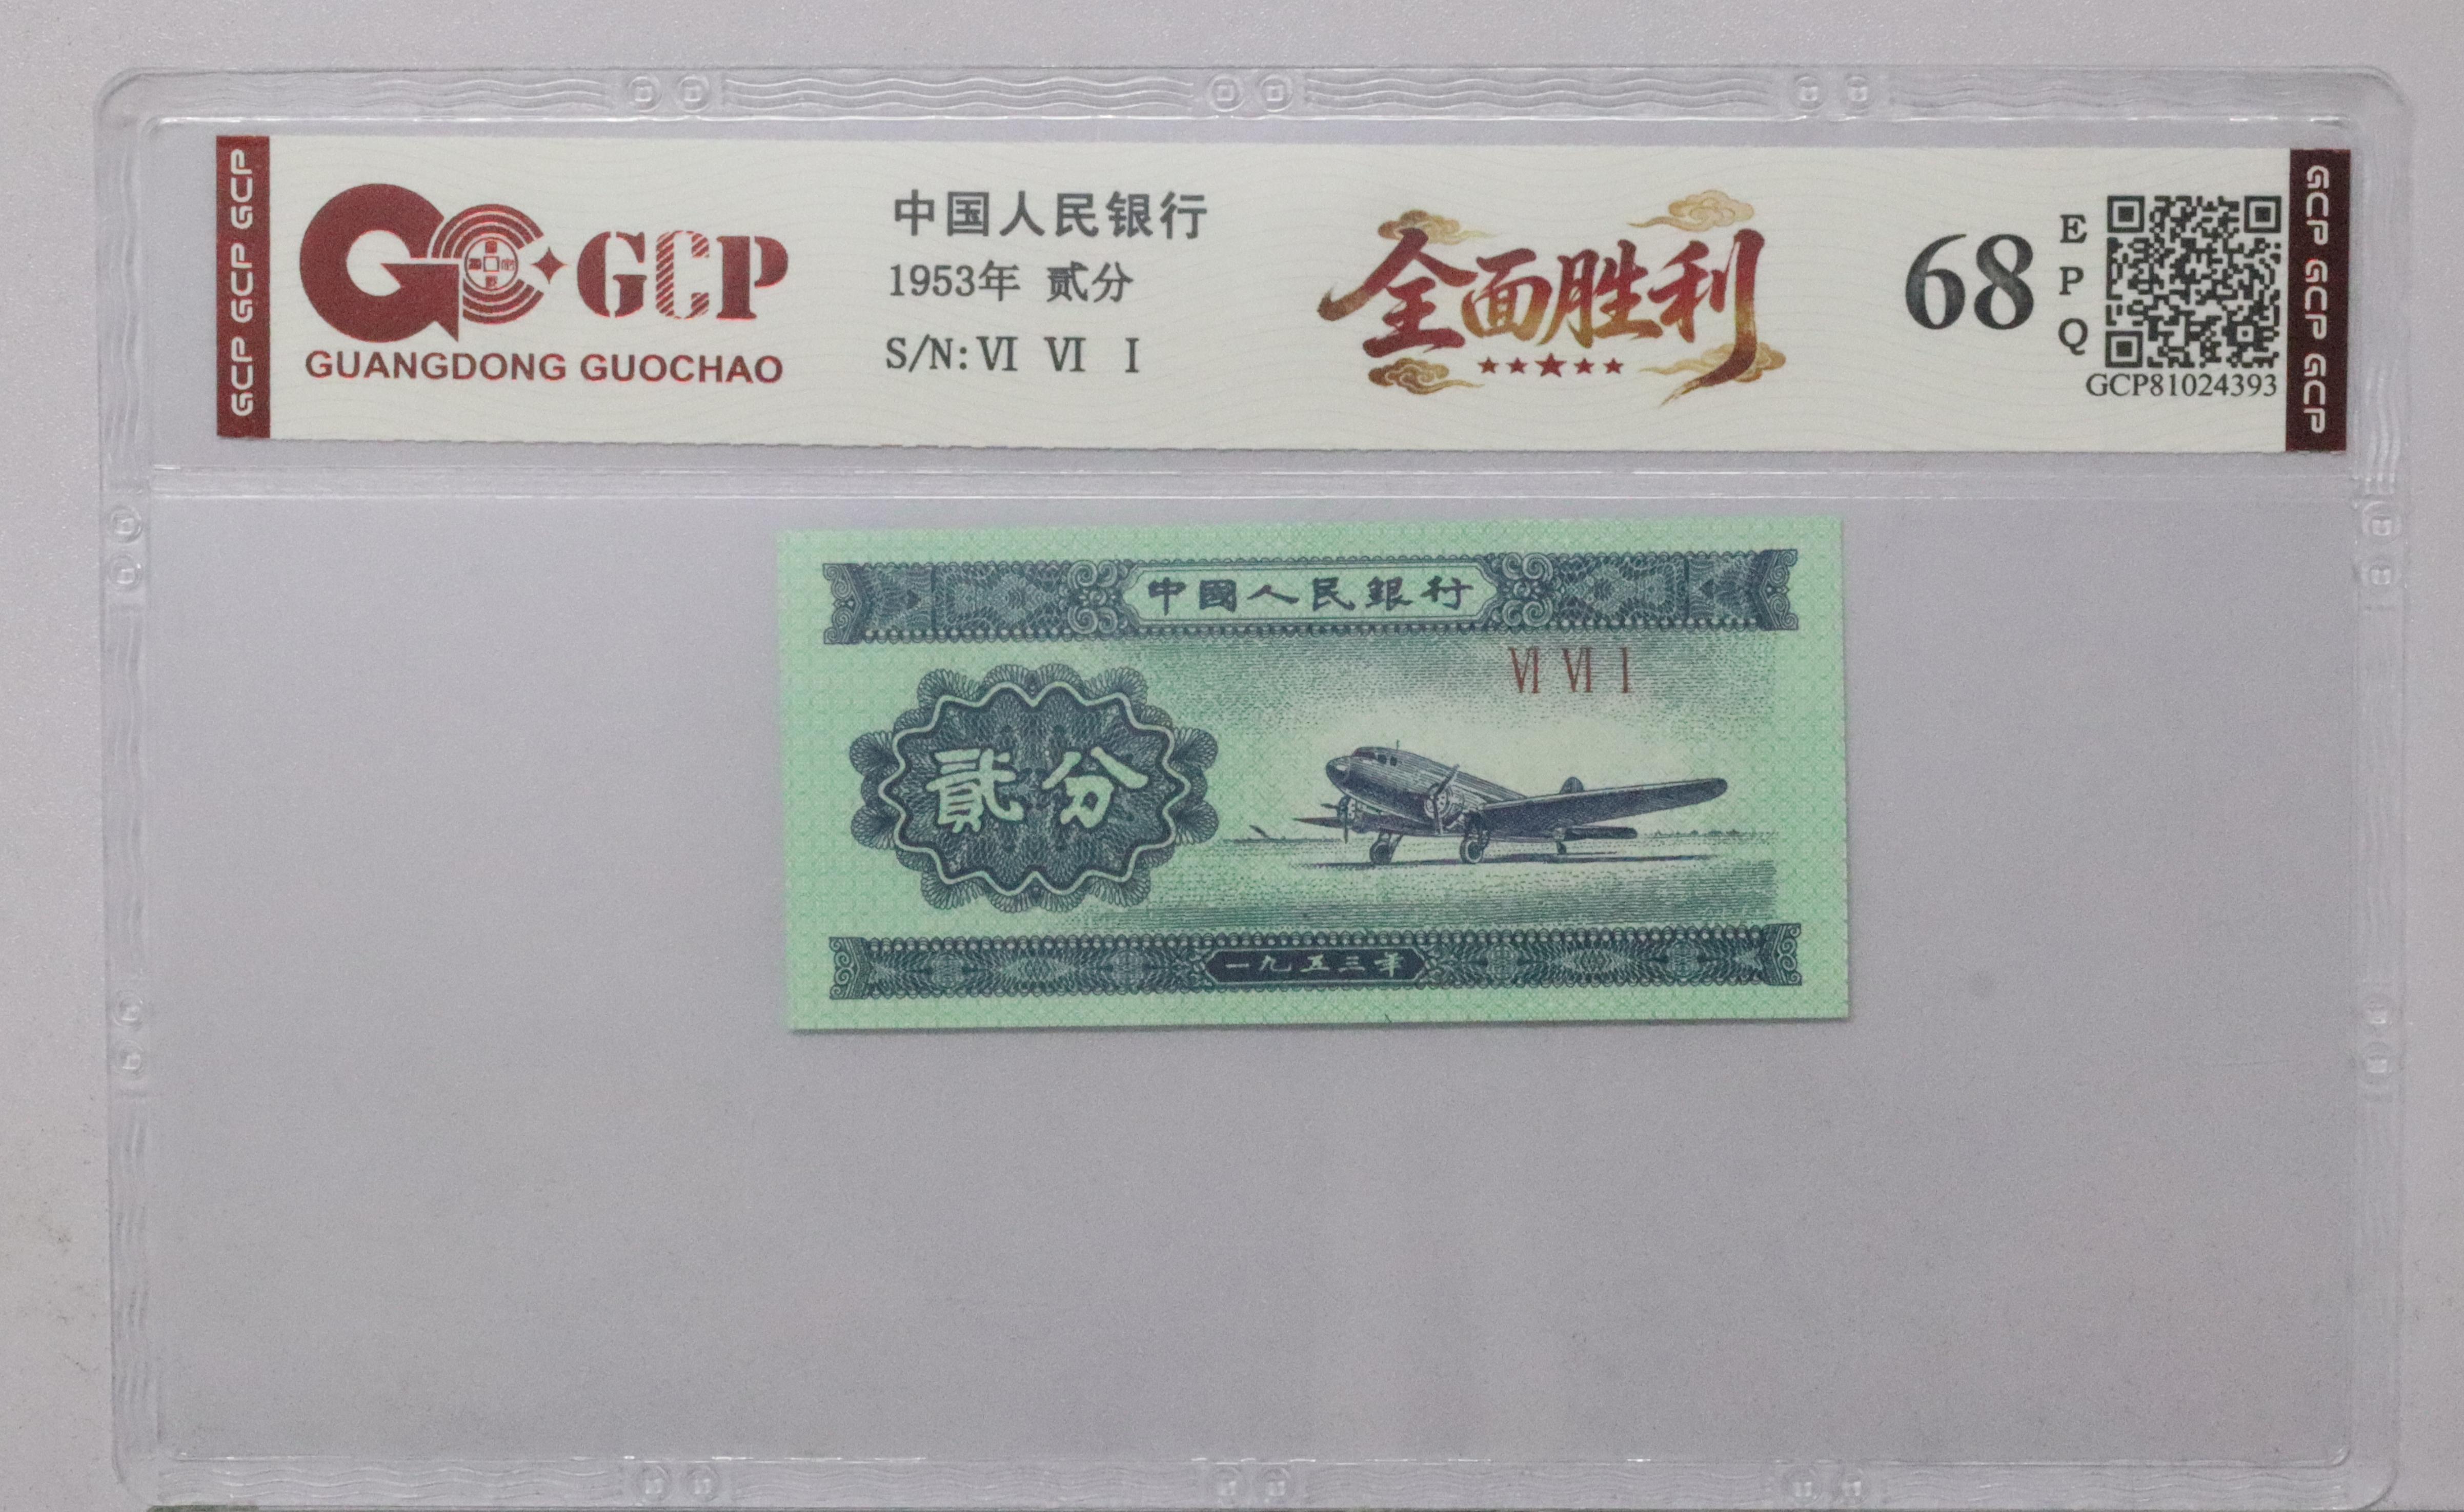 GCP GCP GCP
GCP
GUANGDONG GUOCHAO
中国人民银行
1953年 贰分
S/N: VI VI I
全面胜利
68
E
P
Q
GCP81024393
GCP GCP GCP
中國人民銀行
VI VI I
貳分
一九五三年